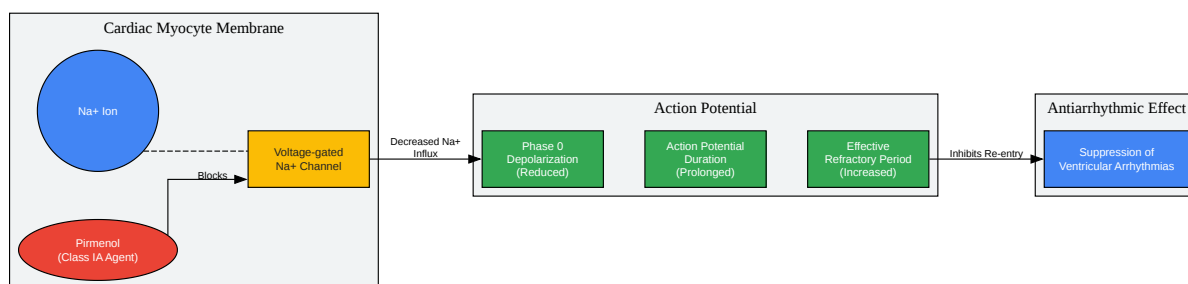 Cardiac Myocyte Membrane
Na+ Ion
Voltage-gated
Na+ Channel
Blocks
Pirmenol
(Class IA Agent)
Decreased Na+
Influx
Action Potential
Phase 0
Depolarization
(Reduced)
Action Potential
Duration
(Prolonged)
Effective
Refractory Period
(Increased)
Inhibits Re-entry
Antiarrhythmic Effect
Suppression of
Ventricular Arrhythmias